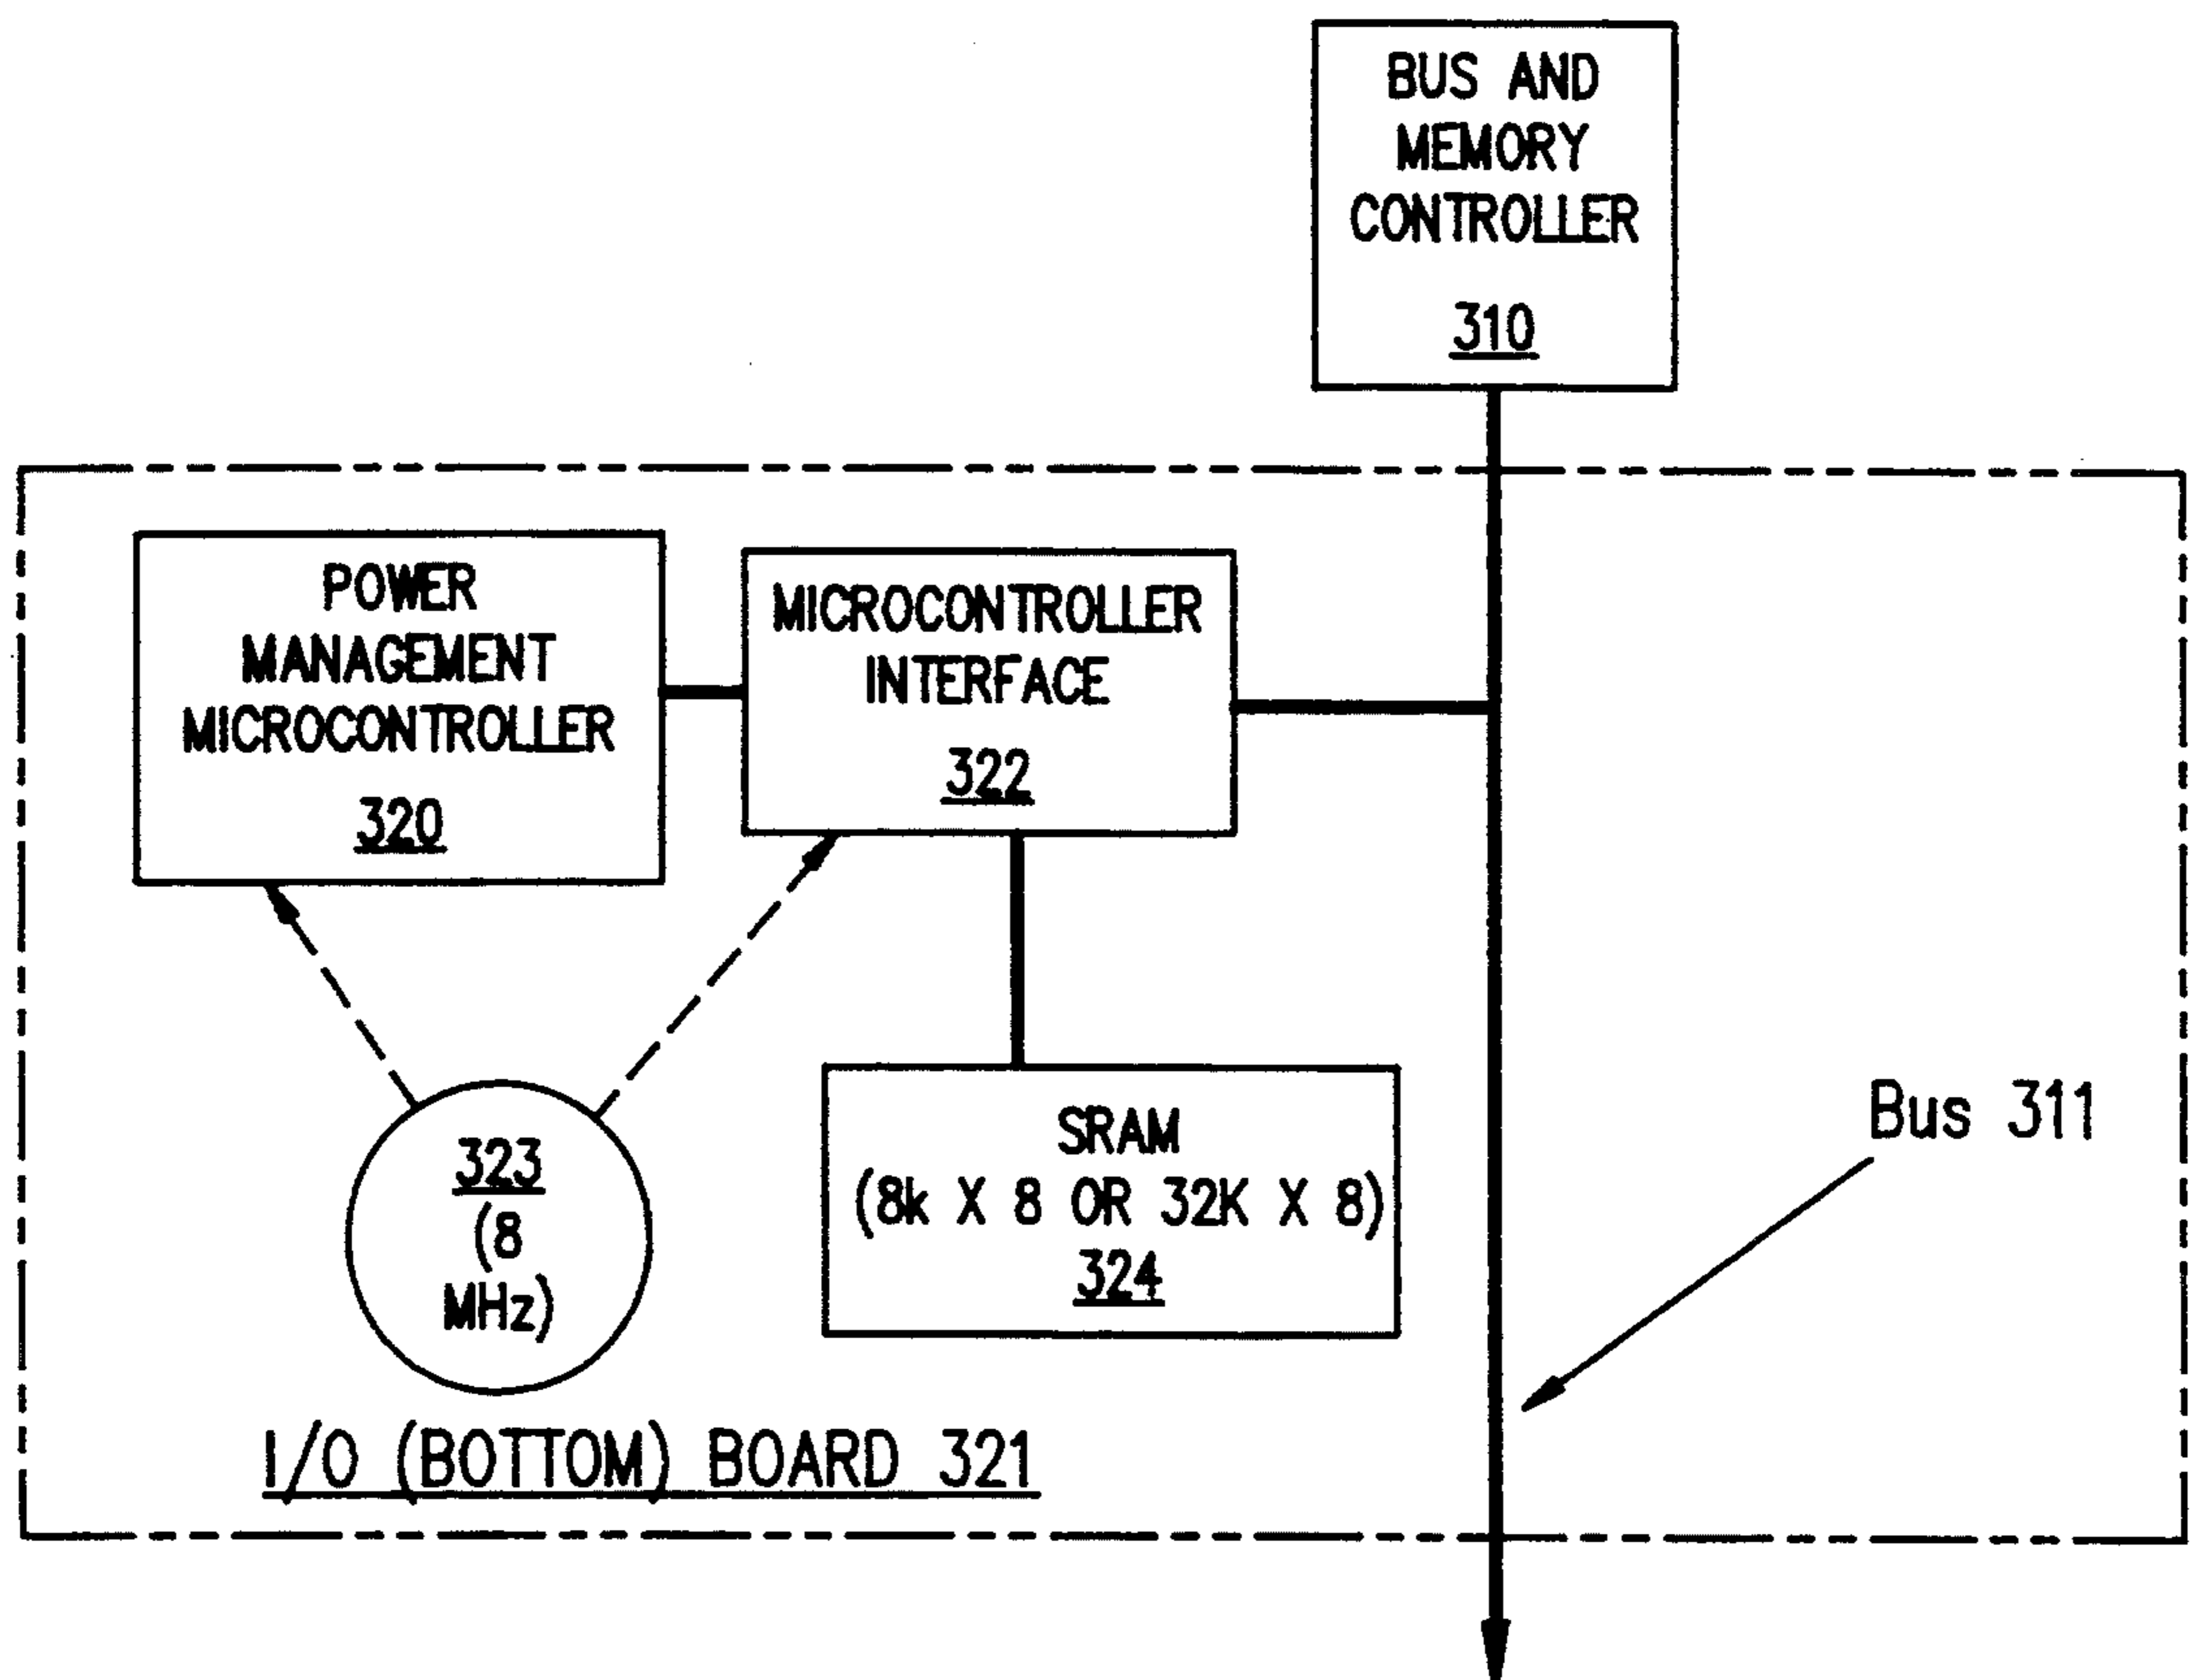 BUS AND
MEMORY
CONTROLLER
310
POWER
MANAGEMENT
MICROCONTROLLER
320
MICROCONTROLLER
INTERFACE
322
323
(8
MHz)
SRAM
(8k X 8 OR 32K X 8)
324
Bus 311
I/O (BOTTOM) BOARD 321